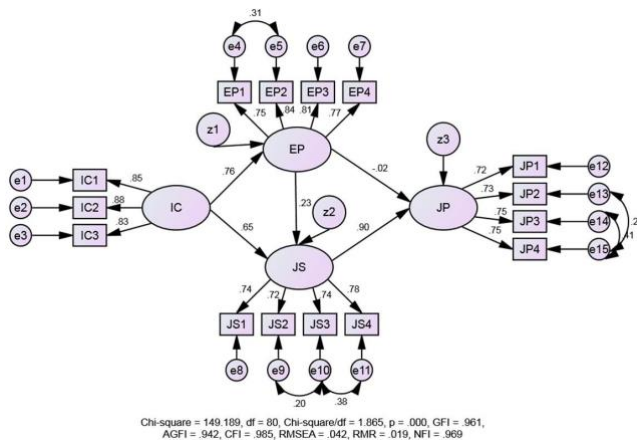 .31
e4 e5 e6 e7
EP1 EP2 EP3 EP4
.75 .84 .81 .77
z1 z3
EP
.76 -.02
e1 IC1 .85
e2 IC2 .88 IC
e3 IC3 .83
.23
z2
.72 JP1 e12
JP .73 JP2 e13
.75 JP3 e14
.75 JP4 e15
.41
.65 .90
JS
.74 .72 .74 .78
JS1 JS2 JS3 JS4
e8 e9 e10 e11
.20 .38
Chi-square = 149.189, df = 80, Chi-square/df = 1.865, p = .000, GFI = .961,
AGFI = .942, CFI = .985, RMSEA = .042, RMR = .019, NFI = .969